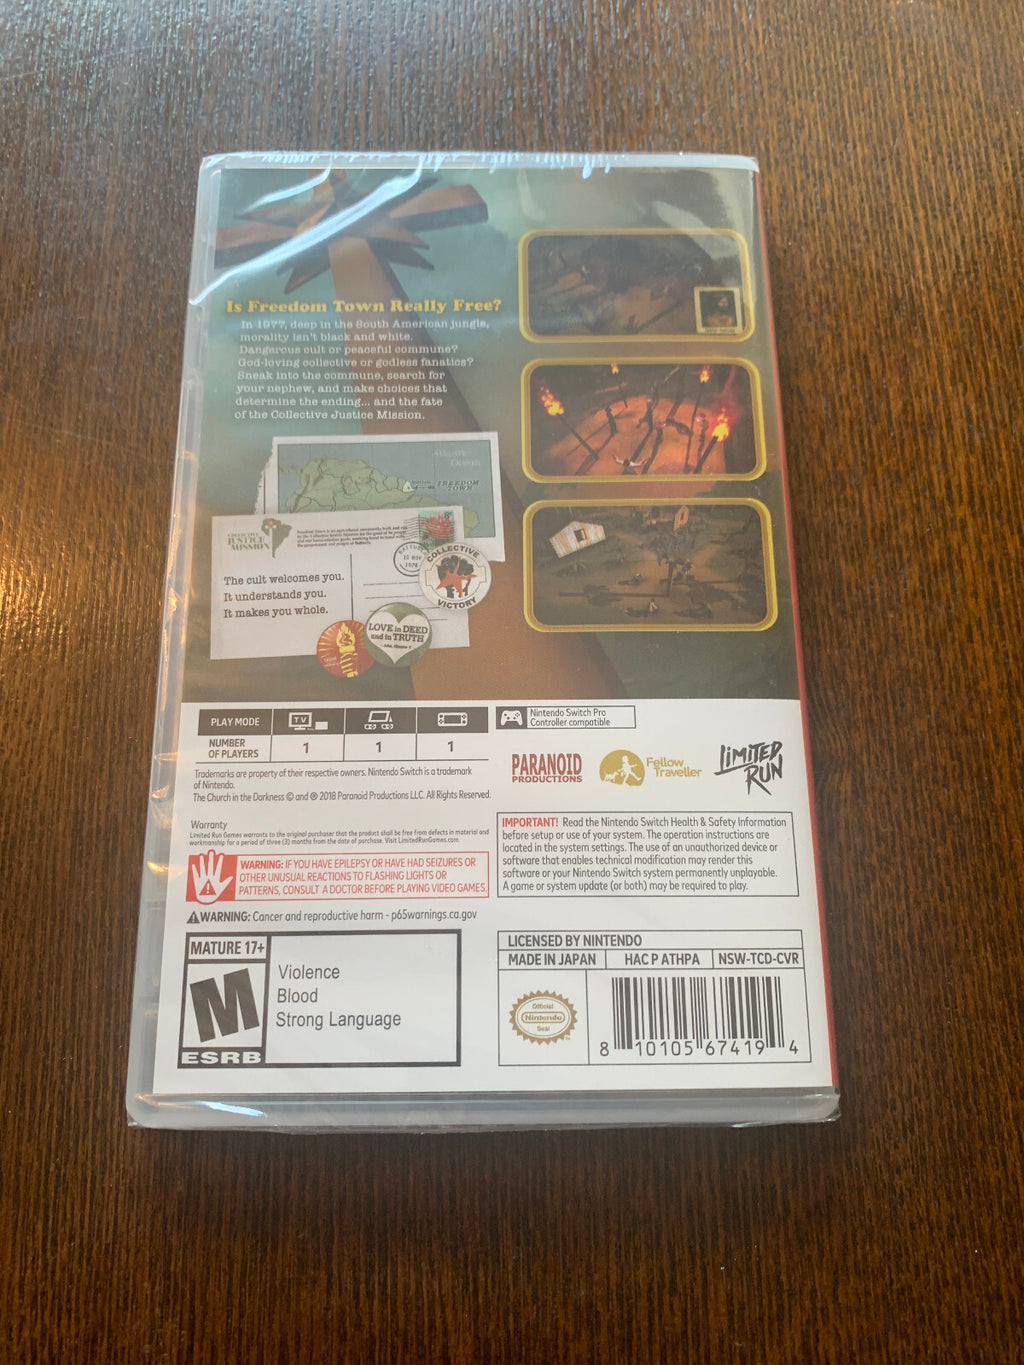 Is Freedom Town Really Free?
In 1977, deep in the South American jungle,
morality isn't black and white.
Dangerous cult or peaceful commune?
God-loving collective or godless fanatics?
Sneak into the commune, search for
your nephew, and make choices that
determine the ending... and the fate
of the Collective Justice Mission.
Atlantic
Ocean
FREEDOM
TOWN
COLLECTIVE
JUSTICE
MISSION
The cult welcomes you.
It understands you.
It makes you whole.
COLLECTIVE
VICTORY
LOVE in DEED
and in TRUTH
PLAY MODE
TV
NUMBER
OF PLAYERS
1
1
1
Nintendo Switch Pro
Controller compatible
Trademarks are property of their respective owners. Nintendo Switch is a trademark
of Nintendo.
The Church in the Darkness © and ® 2018 Paranoid Productions LLC. All Rights Reserved.
PARANOID
PRODUCTIONS
Fellow
Traveller
LIMITED
RUN
Warranty
Limited Run Games warrants to the original purchaser that the product shall be free from defects in material and
workmanship for a period of three (3) months from the date of purchase. Visit LimitedRunGames.com.
WARNING: IF YOU HAVE EPILEPSY OR HAVE HAD SEIZURES OR
OTHER UNUSUAL REACTIONS TO FLASHING LIGHTS OR
PATTERNS, CONSULT A DOCTOR BEFORE PLAYING VIDEO GAMES.
WARNING: Cancer and reproductive harm - p65warnings.ca.gov
IMPORTANT! Read the Nintendo Switch Health & Safety Information
before setup or use of your system. The operation instructions are
located in the system settings. The use of an unauthorized device or
software that enables technical modification may render this
software or your Nintendo Switch system permanently unplayable.
A game or system update (or both) may be required to play.
MATURE 17+
M
ESRB
Violence
Blood
Strong Language
LICENSED BY NINTENDO
MADE IN JAPAN
HAC P ATHPA
NSW-TCD-CVR
Official
Nintendo
Seal
8 10105 67419 4